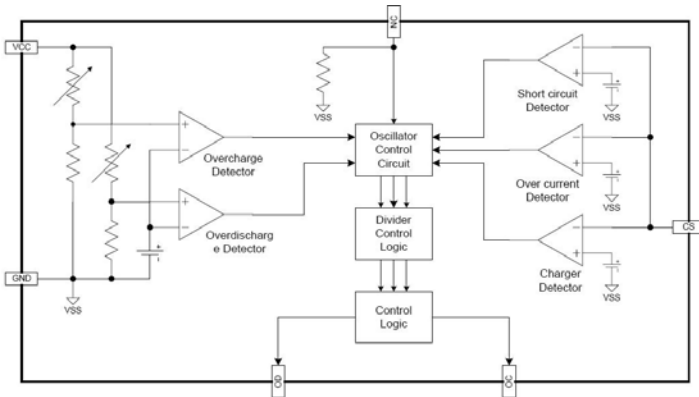 NC
VCC
VSS
Short circuit
Detector
VSS
Oscillator
Control
Circuit
Overcharge
Detector
Over current
Detector
VSS
Overdischarg
e Detector
Divider
Control
Logic
CS
Charger
Detector
VSS
GND
VSS
Control
Logic
OD
OC
+
-
+
-
+
-
-
+
+
-
-
+
+
-
-
+
+
-